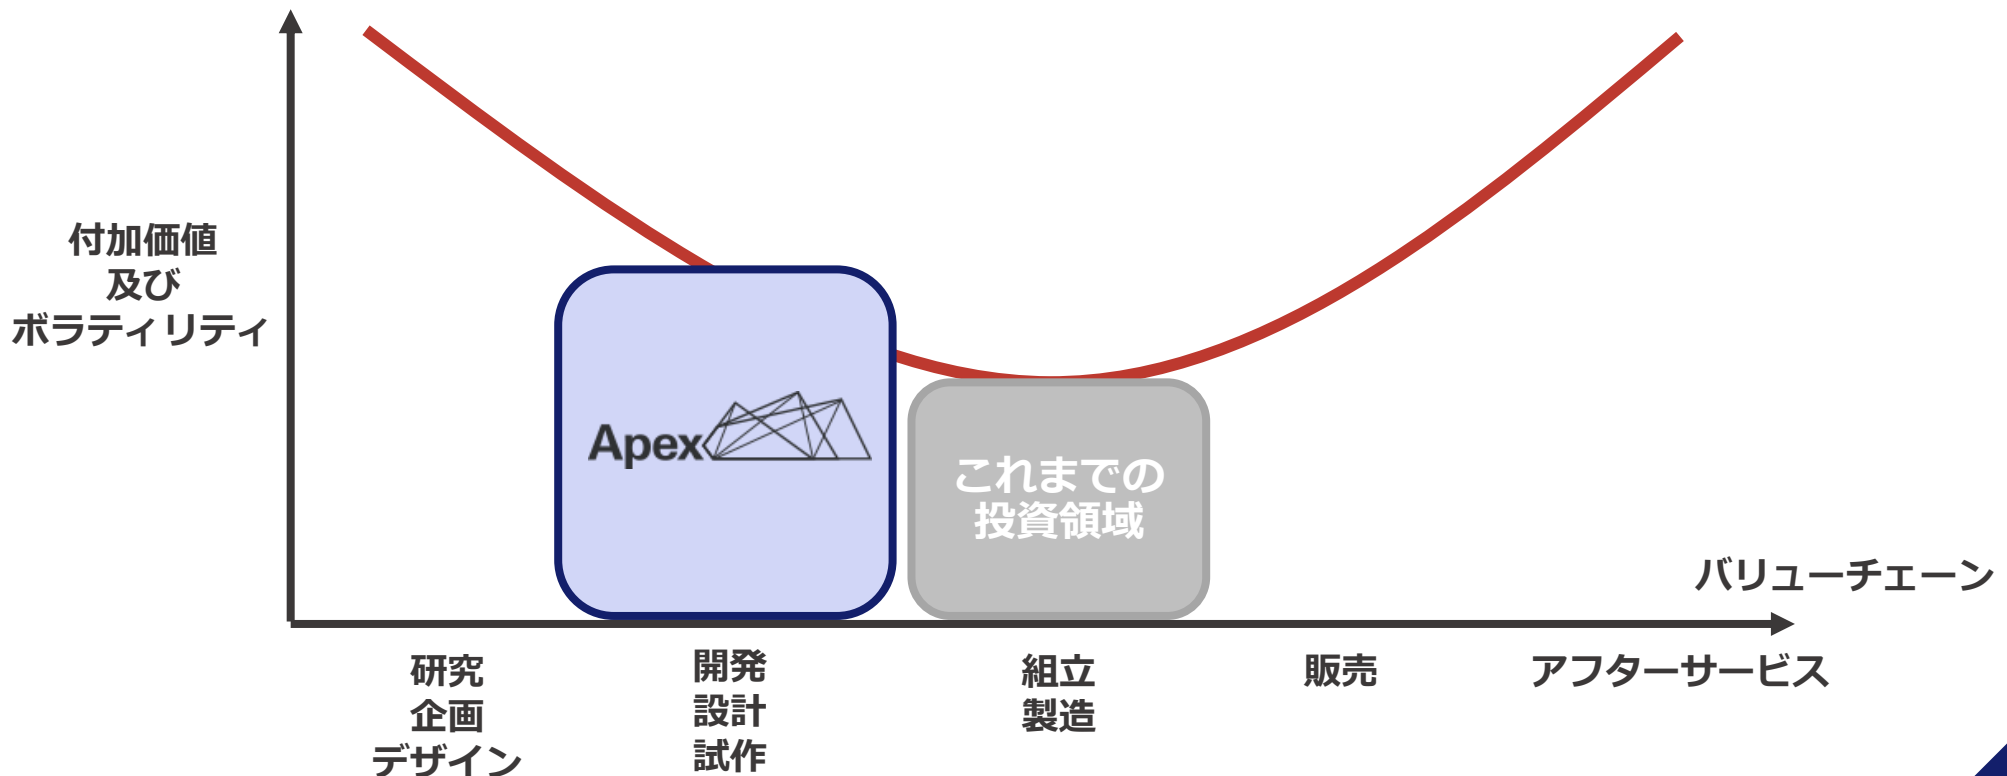 付加価値
及び
ボラティリティ
Apex
これまでの
投資領域
バリューチェーン
研究
企画
デザイン
開発
設計
試作
組立
製造
販売
アフターサービス